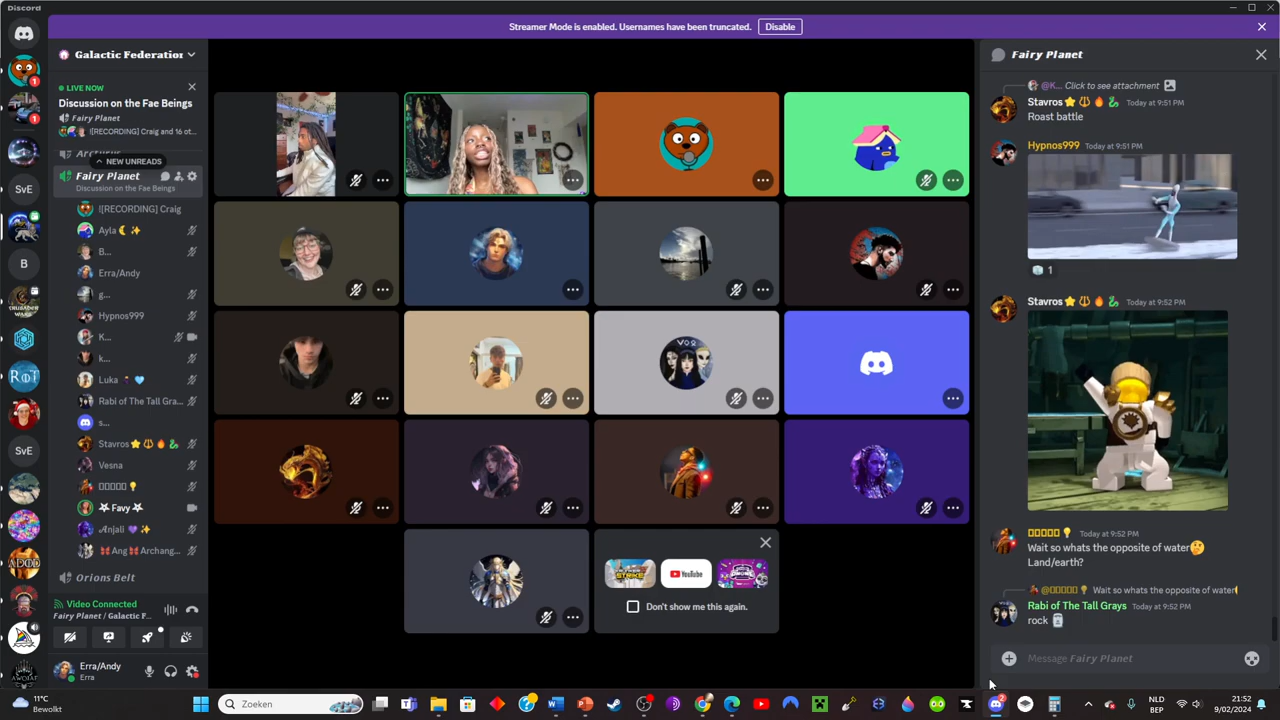 Discord
Streamer Mode is enabled. Usernames have been truncated.
Disable
Galactic Federation
LIVE NOW
Discussion on the Fae Beings
Fairy Planet
![RECORDING] Craig and 16 ot...
Arcturus
NEW UNREADS
Fairy Planet
Discussion on the Fae Beings
![RECORDING] Craig
Ayla
B...
Erra/Andy
g...
Hypnos999
K...
k...
Luka
Rabi of The Tall Gra...
s...
Stavros
Vesna
Favy
Anjali
Ang Archang...
Orions Belt
Video Connected
Fairy Planet / Galactic F...
Erra/Andy
Erra
SvE
B
RoT
SvE
YouTube
Don't show me this again.
Fairy Planet
@K... Click to see attachment
Stavros Today at 9:51 PM
Roast battle
Hypnos999 Today at 9:51 PM
1
Stavros Today at 9:52 PM
Today at 9:52 PM
Wait so whats the opposite of water
Land/earth?
Wait so whats the opposite of water
Rabi of The Tall Grays Today at 9:52 PM
rock
Message Fairy Planet
11°C
Bewolkt
Zoeken
NLD
BEP
21:52
9/02/2024